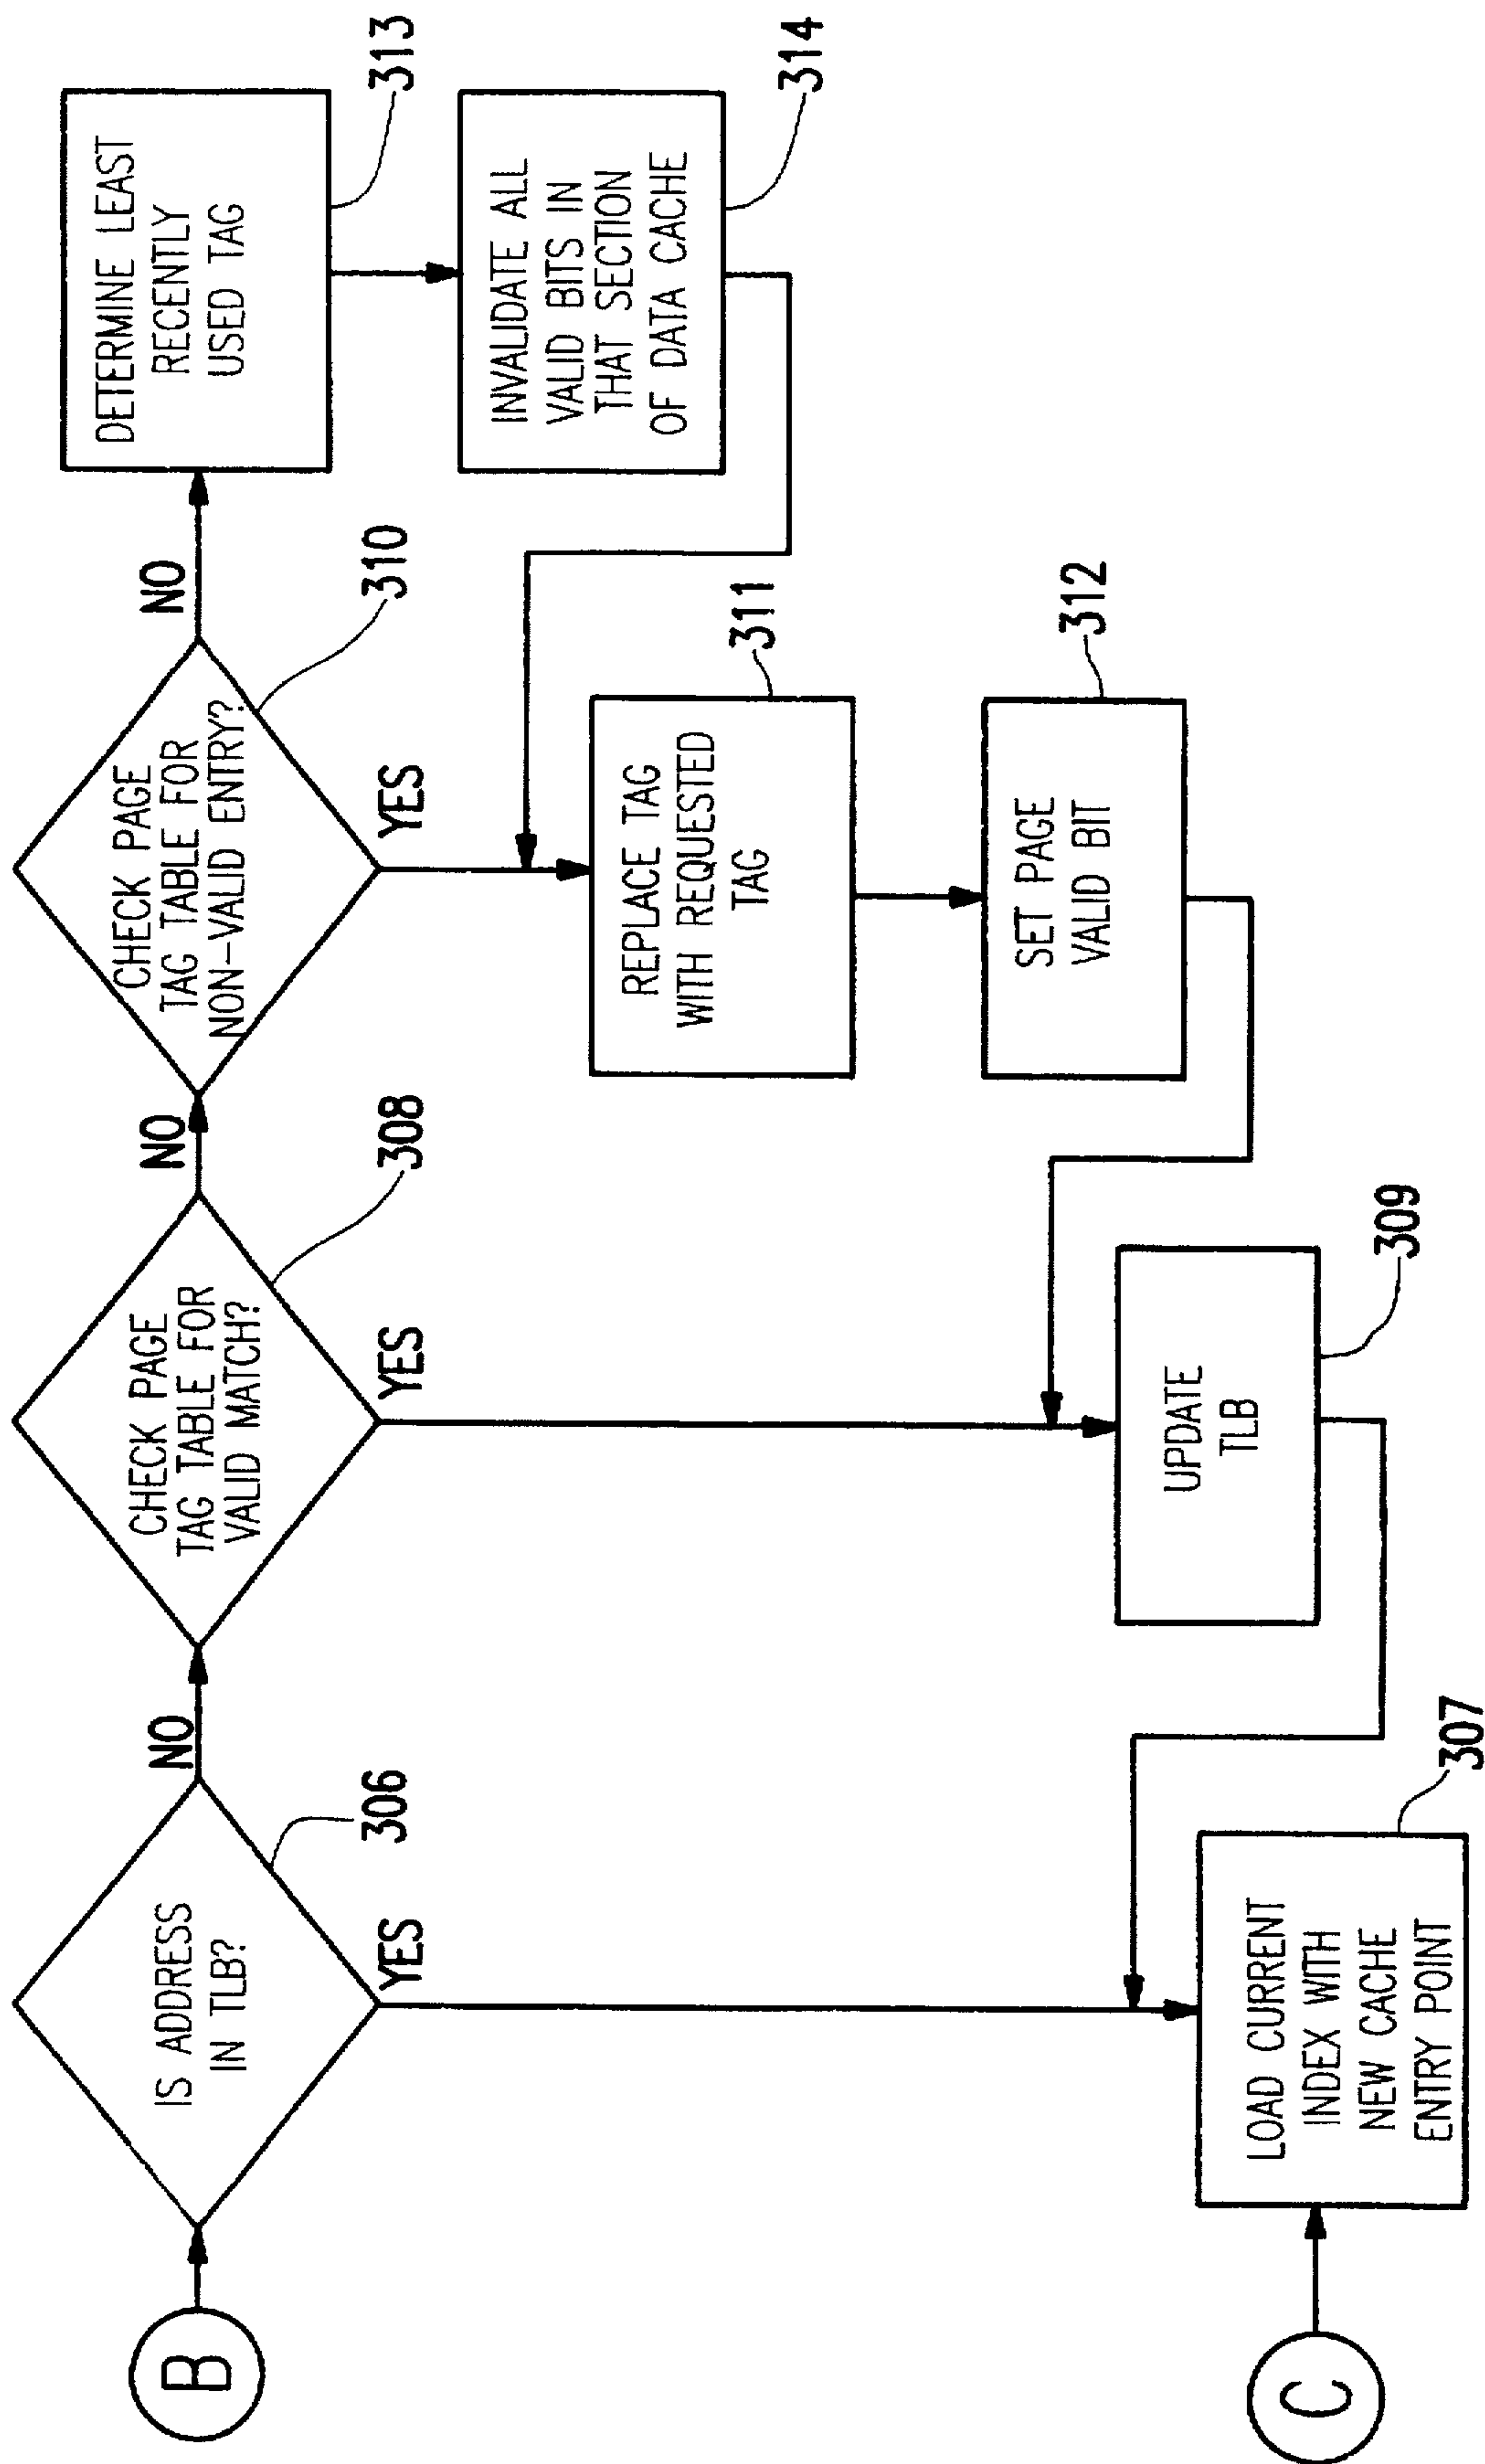 B
IS ADDRESS
IN TLB?
306
NO
YES
CHECK PAGE
TAG TABLE FOR
VALID MATCH?
308
NO
YES
CHECK PAGE
TAG TABLE FOR
NON-VALID ENTRY?
310
NO
YES
DETERMINE LEAST
RECENTLY
USED TAG
313
INVALIDATE ALL
VALID BITS IN
THAT SECTION
OF DATA CACHE
314
REPLACE TAG
WITH REQUESTED
TAG
311
SET PAGE
VALID BIT
312
UPDATE
TLB
309
C
LOAD CURRENT
INDEX WITH
NEW CACHE
ENTRY POINT
307